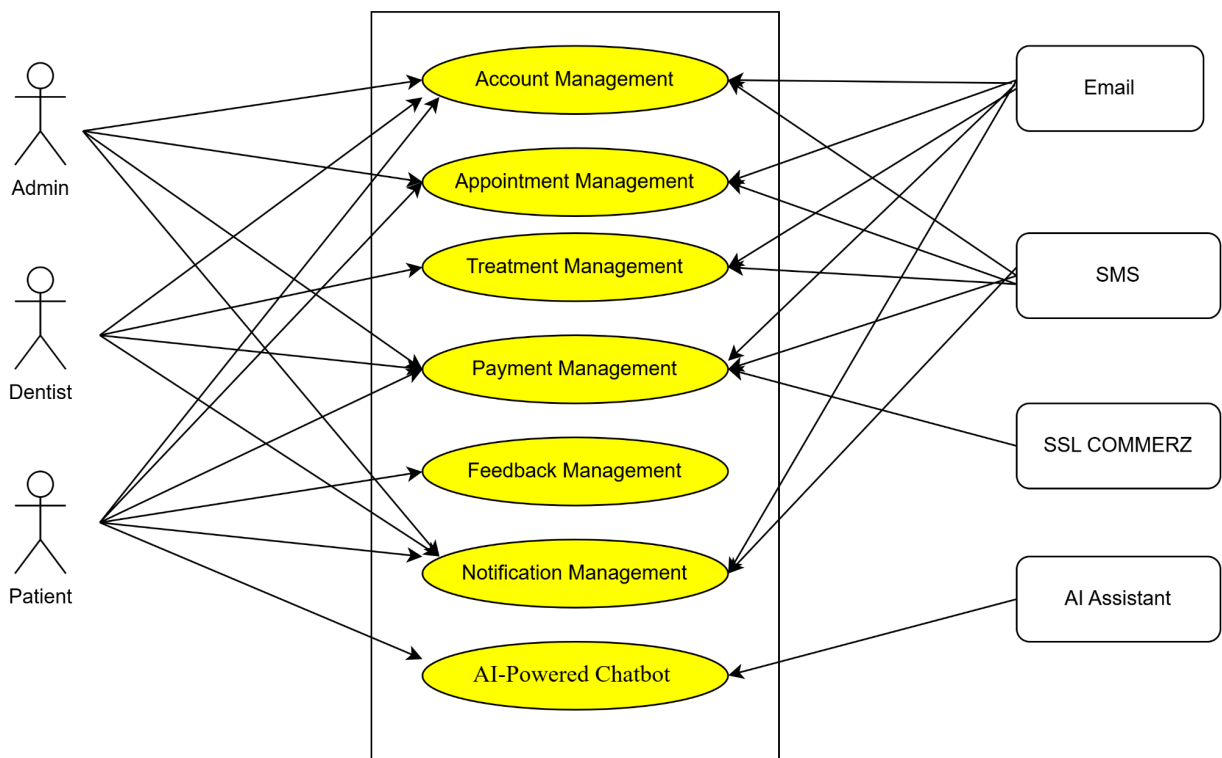 Admin
Dentist
Patient
Account Management
Appointment Management
Treatment Management
Payment Management
Feedback Management
Notification Management
AI-Powered Chatbot
Email
SMS
SSL COMMERZ
AI Assistant